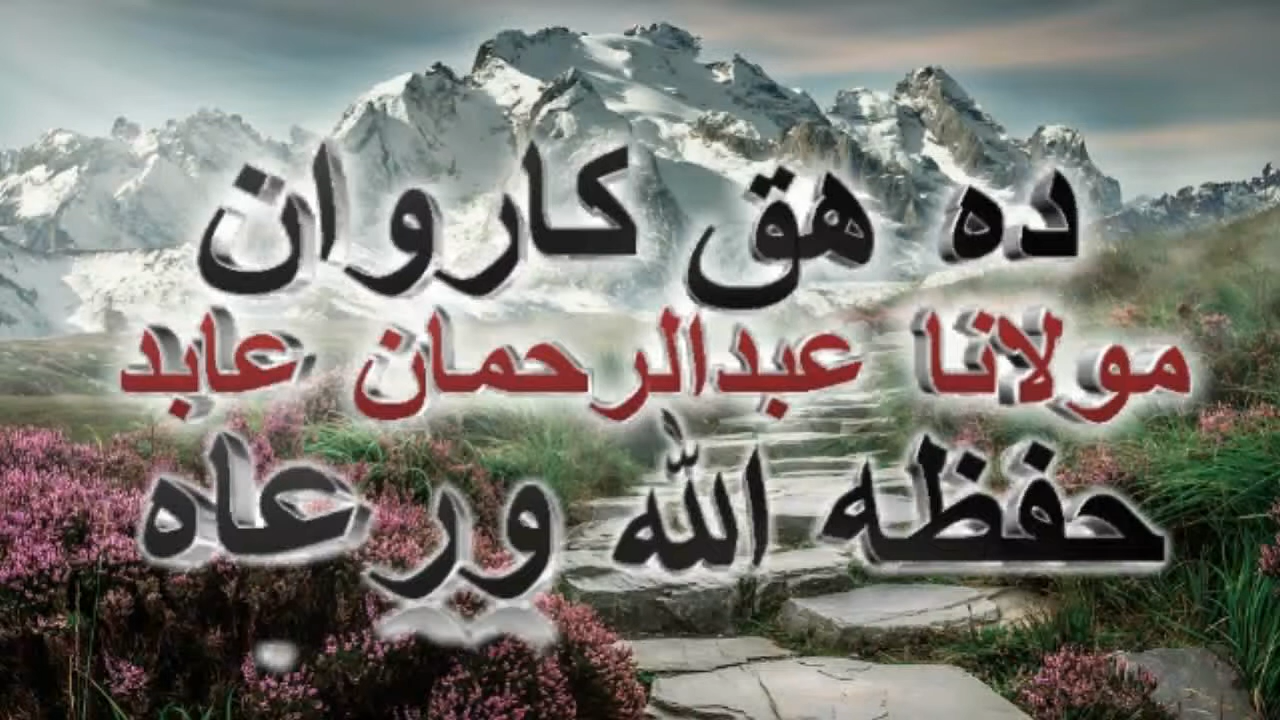 ده هق کاروان
مولانا عبدالرحمان عابد
حفظه الله ورعاه